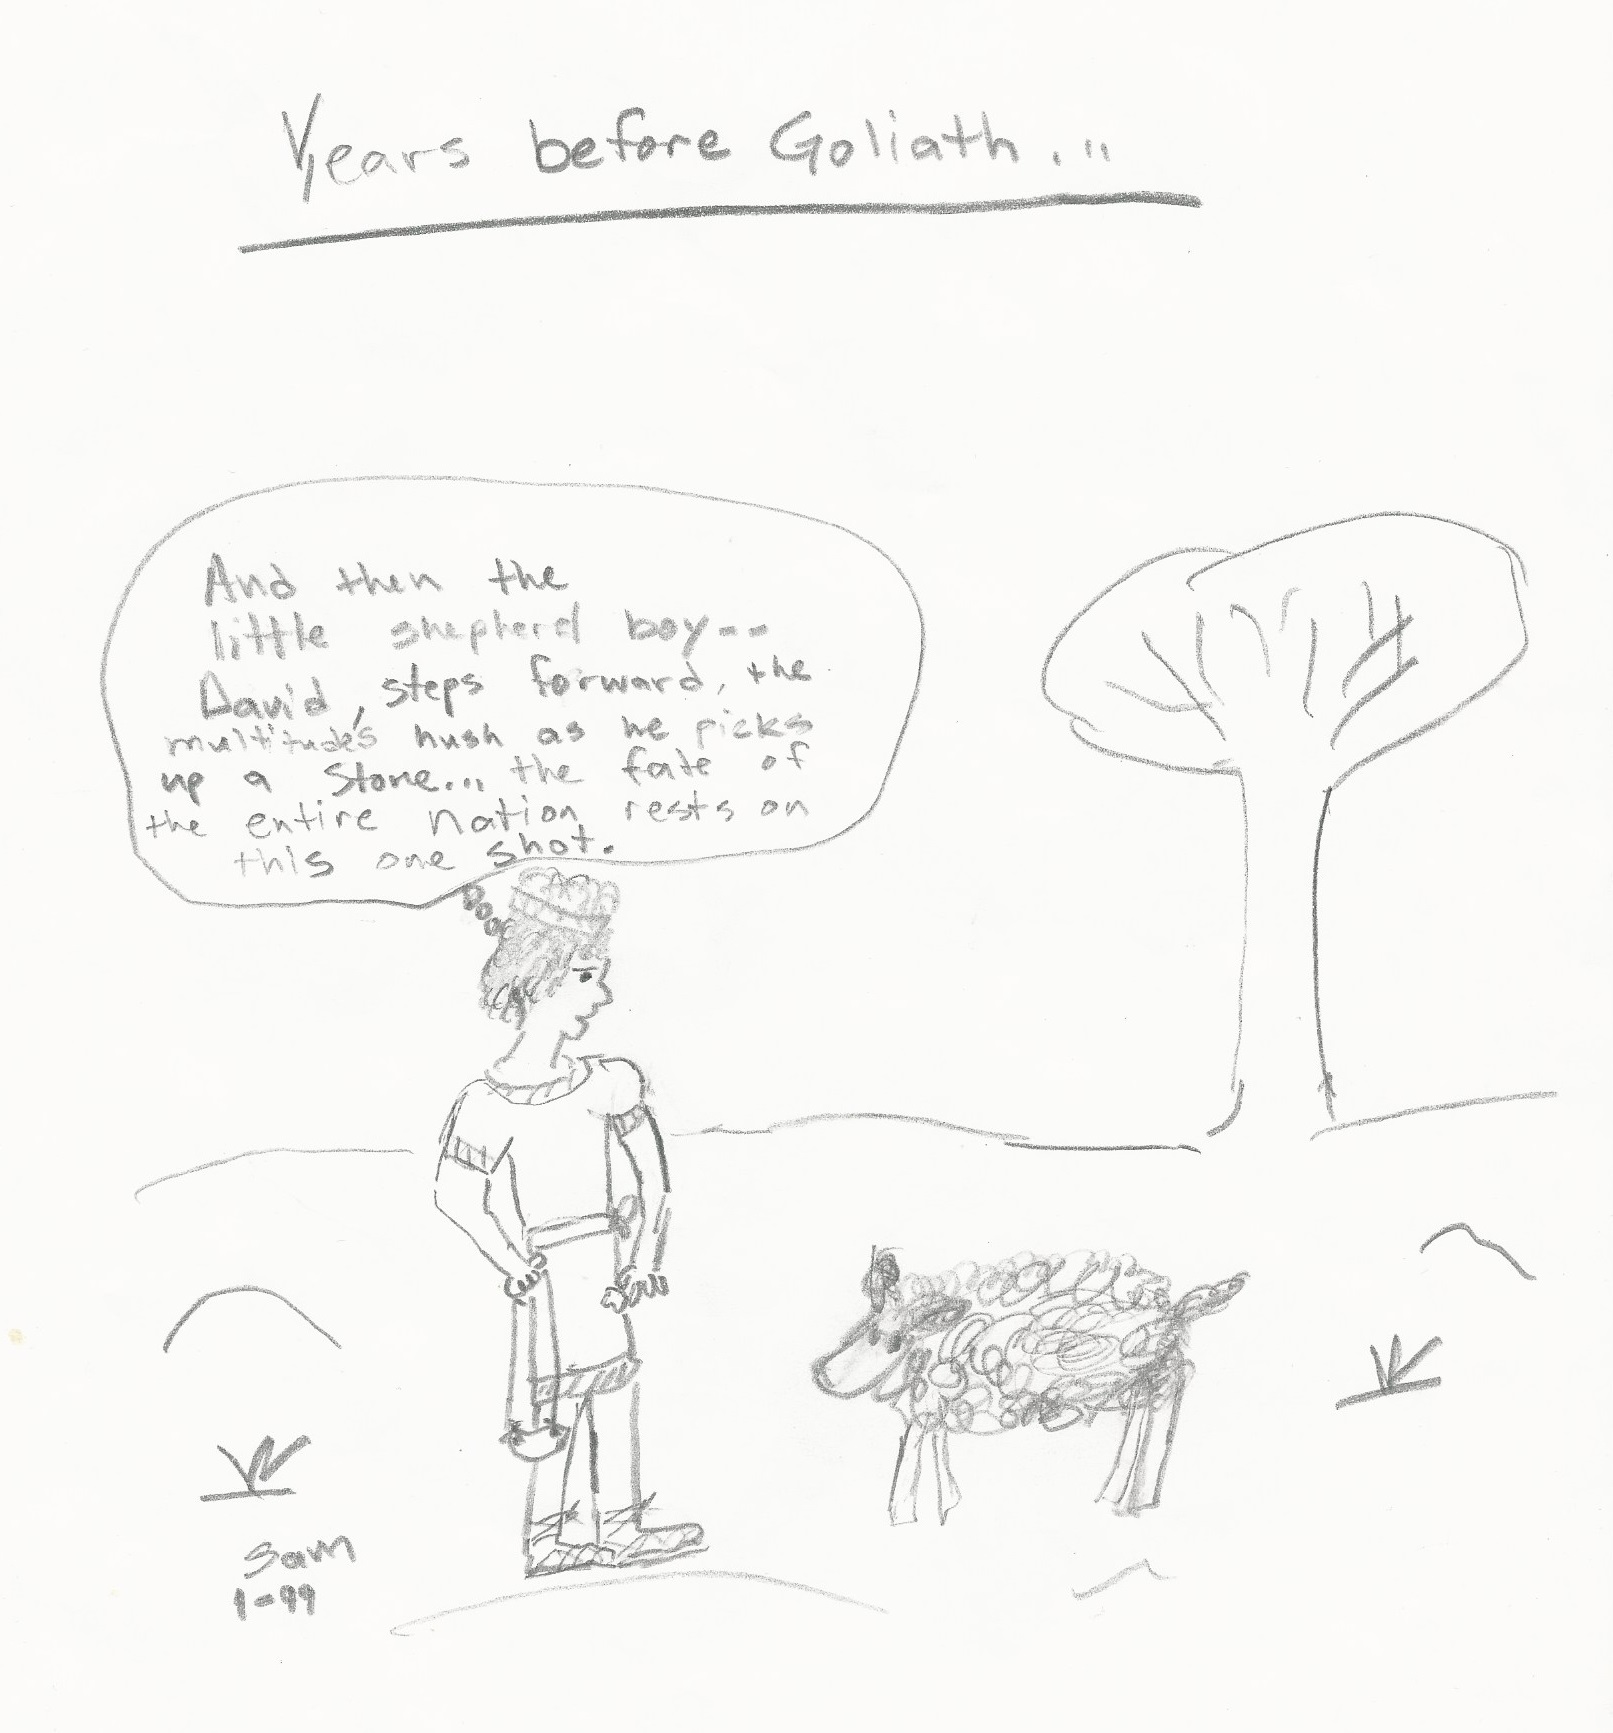 Years before Goliath...
And then the
little shepherd boy--
David, steps forward, the
multitudes hush as he picks
up a stone... the fate of
the entire nation rests on
this one shot.
Sam
1-99